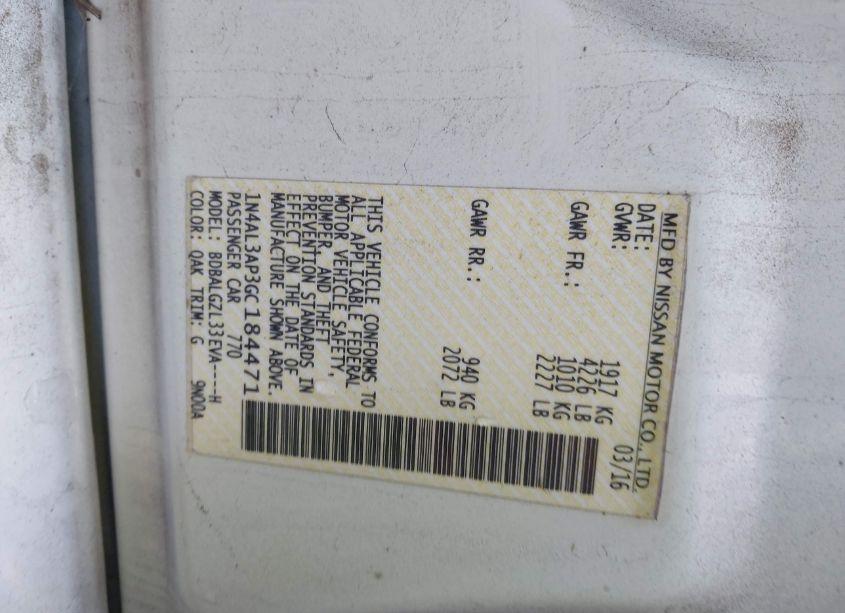 MFD BY NISSAN MOTOR CO., LTD.
DATE: 03/16
GVWR: 1917 KG
4226 LB
GAWR FR.: 1010 KG
2227 LB
GAWR RR.: 940 KG
2072 LB
THIS VEHICLE CONFORMS TO
ALL APPLICABLE FEDERAL
MOTOR VEHICLE SAFETY,
BUMPER, AND THEFT
PREVENTION STANDARDS IN
EFFECT ON THE DATE OF
MANUFACTURE SHOWN ABOVE.
1N4AL3AP3GC184471
PASSENGER CAR 770
MODEL: BDBALGZL33EVA----H
COLOR: QAK TRIM: G 9N00A